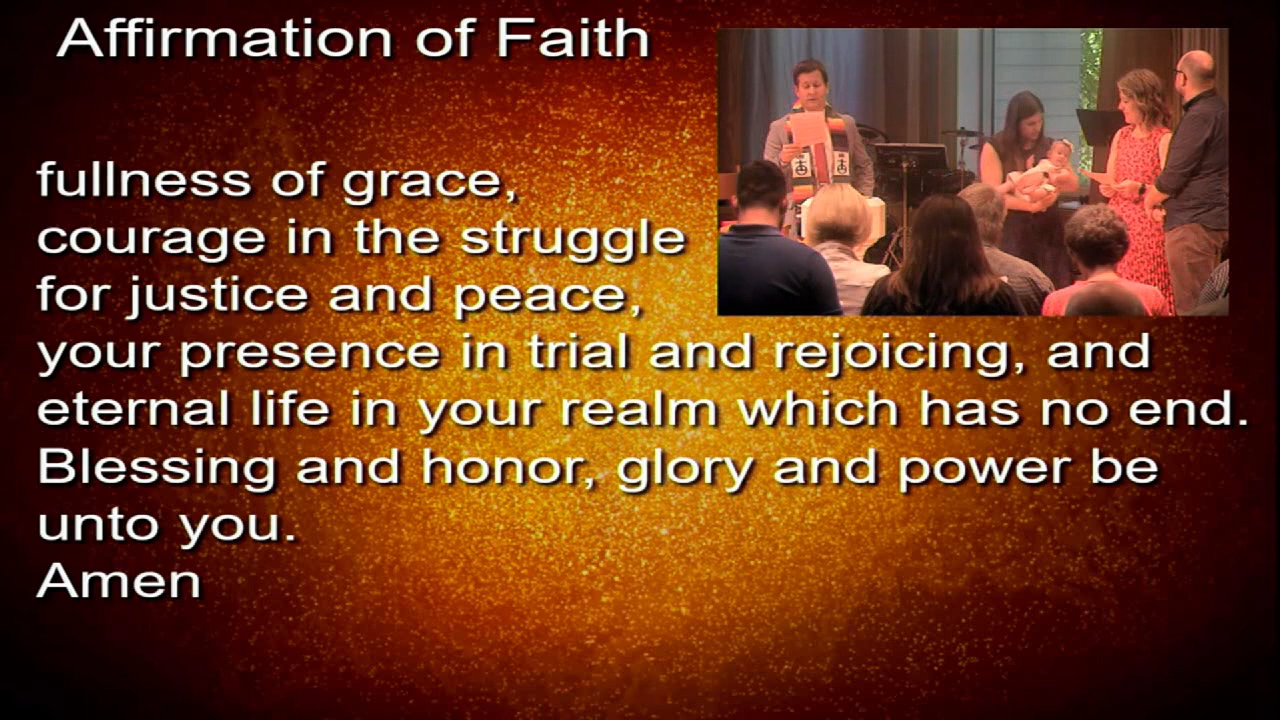 Affirmation of Faith
fullness of grace,
courage in the struggle
for justice and peace,
your presence in trial and rejoicing, and
eternal life in your realm which has no end.
Blessing and honor, glory and power be
unto you.
Amen